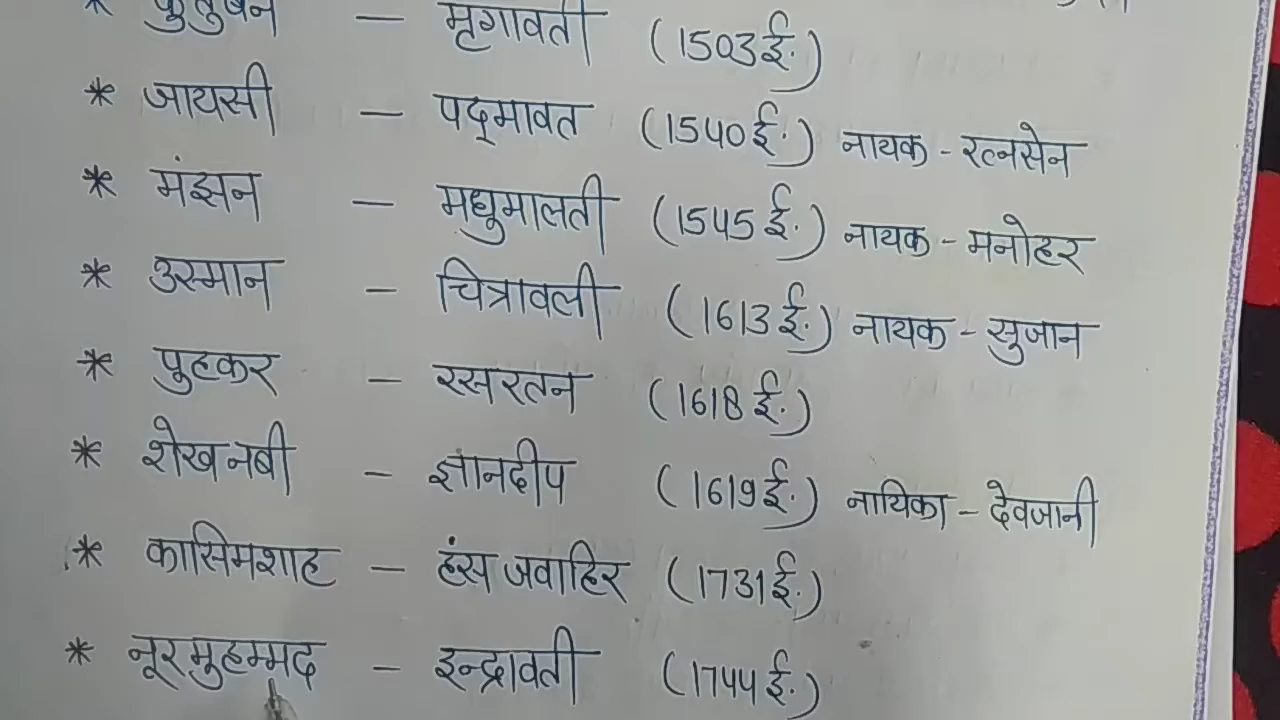 * कुतुबन — मृगावती (1503ई.)
* जायसी — पद्मावत (1540ई.) नायक - रत्नसेन
* मंझन — मधुमालती (1545ई.) नायक - मनोहर
* उस्मान — चित्रावली (1613ई.) नायक - सुजान
* पुहकर — रसरतन (1618ई.)
* शेखनबी — ज्ञानदीप (1619ई.) नायिका - देवजानी
* कासिमशाह — हंस जवाहिर (1731ई.)
* नूरमुहम्मद — इन्द्रावती (1744ई.)